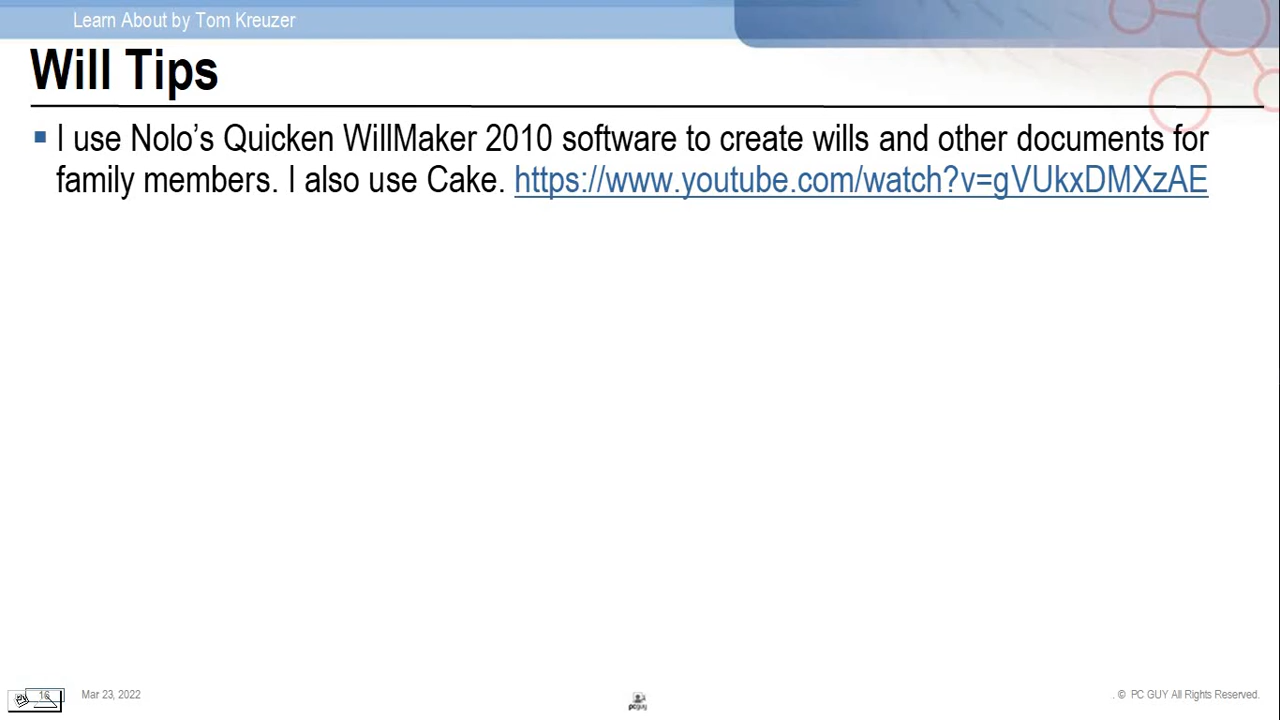 Learn About by Tom Kreuzer
Will Tips
I use Nolo's Quicken WillMaker 2010 software to create wills and other documents for
family members. I also use Cake. https://www.youtube.com/watch?v=gVUkxDMXzAE
Mar 23, 2022
. © PC GUY All Rights Reserved.